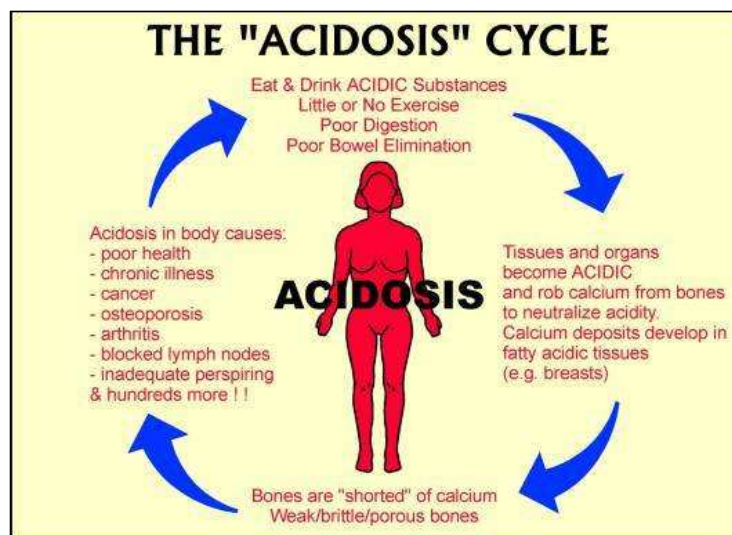 THE "ACIDOSIS" CYCLE
Eat & Drink ACIDIC Substances
Little or No Exercise
Poor Digestion
Poor Bowel Elimination
Tissues and organs
become ACIDIC
and rob calcium from bones
to neutralize acidity.
Calcium deposits develop in
fatty acidic tissues
(e.g. breasts)
Bones are "shorted" of calcium
Weak/brittle/porous bones
Acidosis in body causes:
- poor health
- chronic illness
- cancer
- osteoporosis
- arthritis
- blocked lymph nodes
- inadequate perspiring
& hundreds more ! !
ACIDOSIS